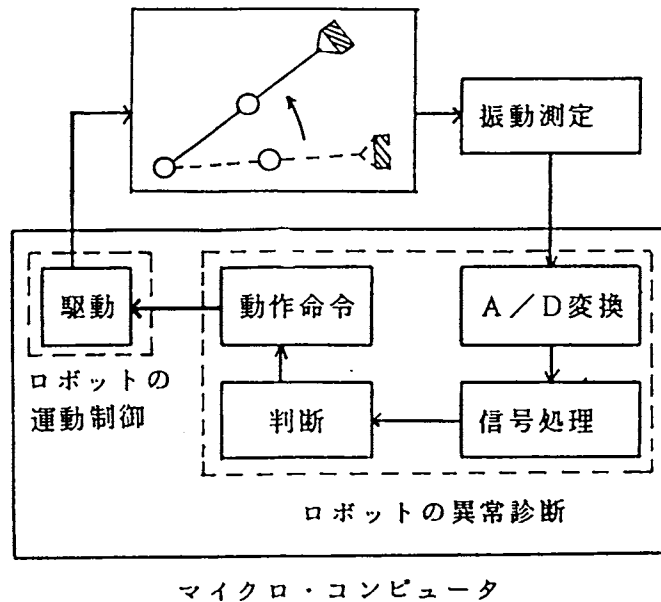 振動測定
駆動
動作命令
A/D変換
ロボットの
運動制御
判断
信号処理
ロボットの異常診断
マイクロ・コンピュータ